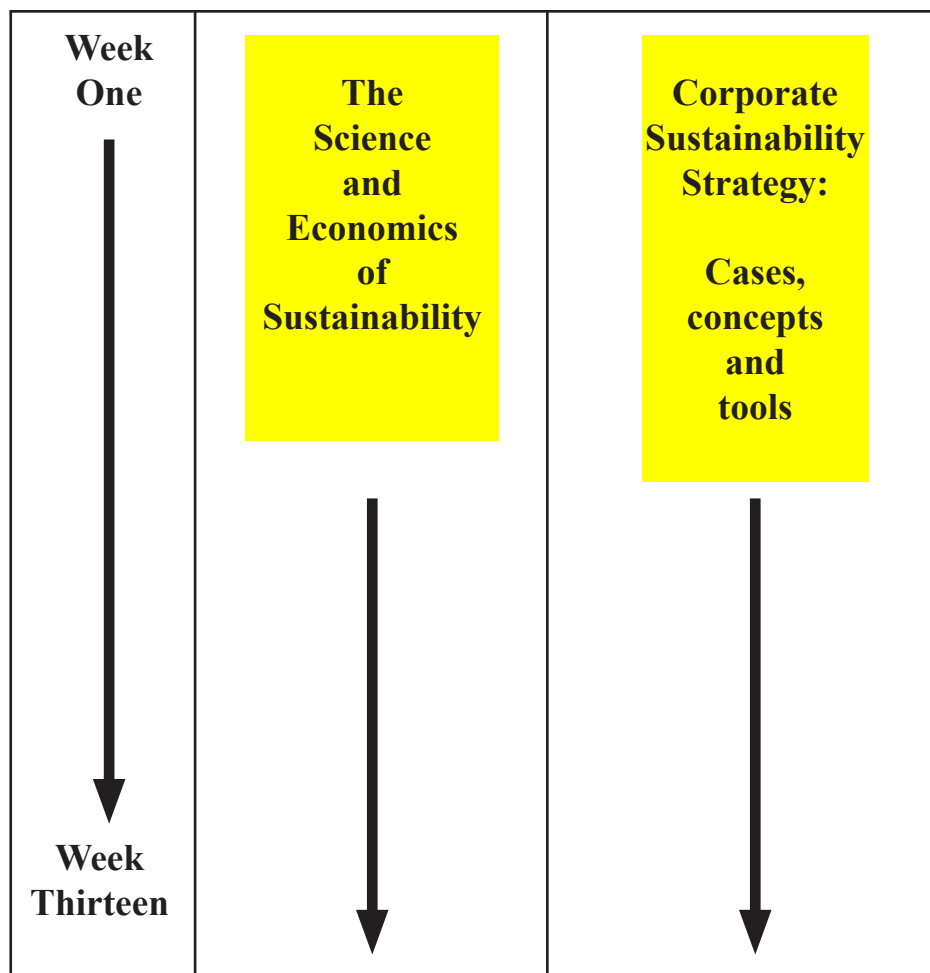 Week
One
Week
Thirteen
The
Science
and
Economics
of
Sustainability
Corporate
Sustainability
Strategy:
Cases,
concepts
and
tools